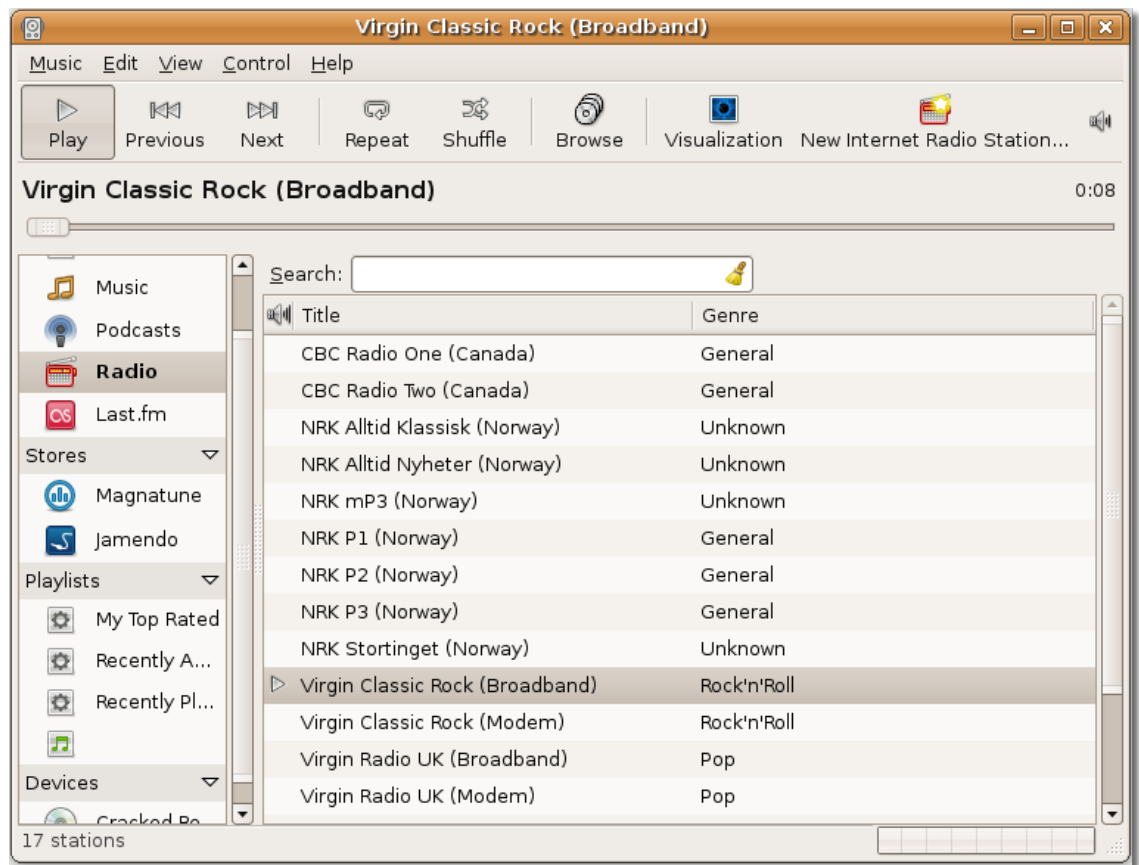 Virgin Classic Rock (Broadband)
Music Edit View Control Help
Play Previous Next Repeat Shuffle Browse Visualization New Internet Radio Station...
Virgin Classic Rock (Broadband) 0:08
Music
Podcasts
Radio
Last.fm
Stores
Magnatune
Jamendo
Playlists
My Top Rated
Recently A...
Recently Pl...
Devices
Search:
Title Genre
CBC Radio One (Canada) General
CBC Radio Two (Canada) General
NRK Alltid Klassisk (Norway) Unknown
NRK Alltid Nyheter (Norway) Unknown
NRK mP3 (Norway) Unknown
NRK P1 (Norway) General
NRK P2 (Norway) General
NRK P3 (Norway) General
NRK Stortinget (Norway) Unknown
Virgin Classic Rock (Broadband) Rock'n'Roll
Virgin Classic Rock (Modem) Rock'n'Roll
Virgin Radio UK (Broadband) Pop
Virgin Radio UK (Modem) Pop
17 stations